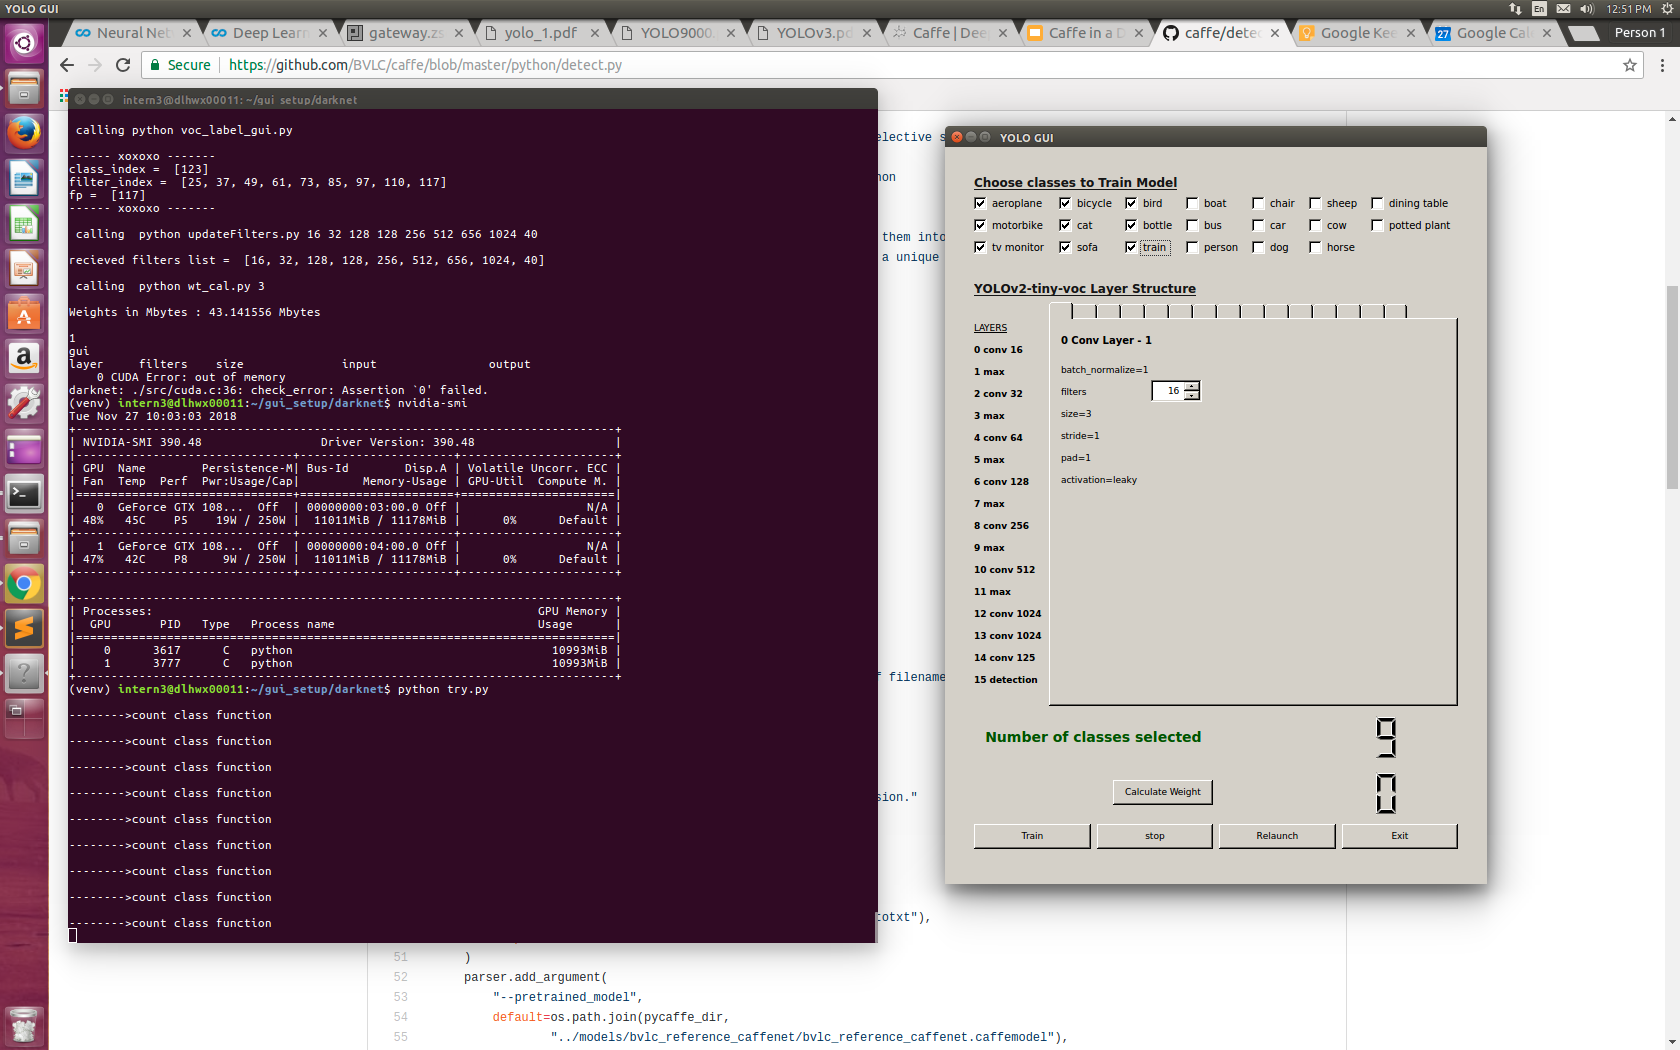 YOLO GUI
En
12:51 PM
Neural Net
Deep Learn
gateway.zs
yolo_1.pdf
YOLO9000.
YOLOv3.pd
Caffe | Dee
Caffe in a D
caffe/dete
Google Kee
Google Cal
Person 1
Secure
https://github.com/BVLC/caffe/blob/master/python/detect.py
intern3@dlhwx00011: ~/gui_setup/darknet
calling python voc_label_gui.py
------ xoxoxo -------
class_index =  [123]
filter_index =  [25, 37, 49, 61, 73, 85, 97, 110, 117]
fp =  [117]
------ xoxoxo -------
calling  python updateFilters.py 16 32 128 128 256 512 656 1024 40
recieved filters list =  [16, 32, 128, 128, 256, 512, 656, 1024, 40]
calling  python wt_cal.py 3
Weights in Mbytes : 43.141556 Mbytes
1
gui
layer     filters    size              input                output
    0 CUDA Error: out of memory
darknet: ./src/cuda.c:36: check_error: Assertion `0' failed.
(venv) intern3@dlhwx00011:~/gui_setup/darknet$ nvidia-smi
Tue Nov 27 10:03:03 2018
+-----------------------------------------------------------------------------+
| NVIDIA-SMI 390.48                 Driver Version: 390.48                    |
|-------------------------------+----------------------+----------------------+
| GPU  Name        Persistence-M| Bus-Id        Disp.A | Volatile Uncorr. ECC |
| Fan  Temp  Perf  Pwr:Usage/Cap|         Memory-Usage | GPU-Util  Compute M. |
|===============================+======================+======================|
|   0  GeForce GTX 108...  Off  | 00000000:03:00.0 Off |                  N/A |
| 48%   45C    P5    19W / 250W |  11011MiB / 11178MiB |      0%      Default |
+-------------------------------+----------------------+----------------------+
|   1  GeForce GTX 108...  Off  | 00000000:04:00.0 Off |                  N/A |
| 47%   42C    P8     9W / 250W |  11011MiB / 11178MiB |      0%      Default |
+-------------------------------+----------------------+----------------------+
+-----------------------------------------------------------------------------+
| Processes:                                                       GPU Memory |
|  GPU       PID   Type   Process name                             Usage      |
|=============================================================================|
|    0      3617      C   python                                     10993MiB |
|    1      3777      C   python                                     10993MiB |
+-----------------------------------------------------------------------------+
(venv) intern3@dlhwx00011:~/gui_setup/darknet$ python try.py
-------->count class function
-------->count class function
-------->count class function
-------->count class function
-------->count class function
-------->count class function
-------->count class function
-------->count class function
-------->count class function
elective s
hon
them into
a unique
f filename
sion."
totxt"),
51 )
52 parser.add_argument(
53 "--pretrained_model",
54 default=os.path.join(pycaffe_dir,
55 "../models/bvlc_reference_caffenet/bvlc_reference_caffenet.caffemodel"),
YOLO GUI
Choose classes to Train Model
aeroplane bicycle bird boat chair sheep dining table
motorbike cat bottle bus car cow potted plant
tv monitor sofa train person dog horse
YOLOv2-tiny-voc Layer Structure
LAYERS
0 conv 16
1 max
2 conv 32
3 max
4 conv 64
5 max
6 conv 128
7 max
8 conv 256
9 max
10 conv 512
11 max
12 conv 1024
13 conv 1024
14 conv 125
15 detection
0 Conv Layer - 1
batch_normalize=1
filters 16
size=3
stride=1
pad=1
activation=leaky
Number of classes selected 9
Calculate Weight 0
Train stop Relaunch Exit